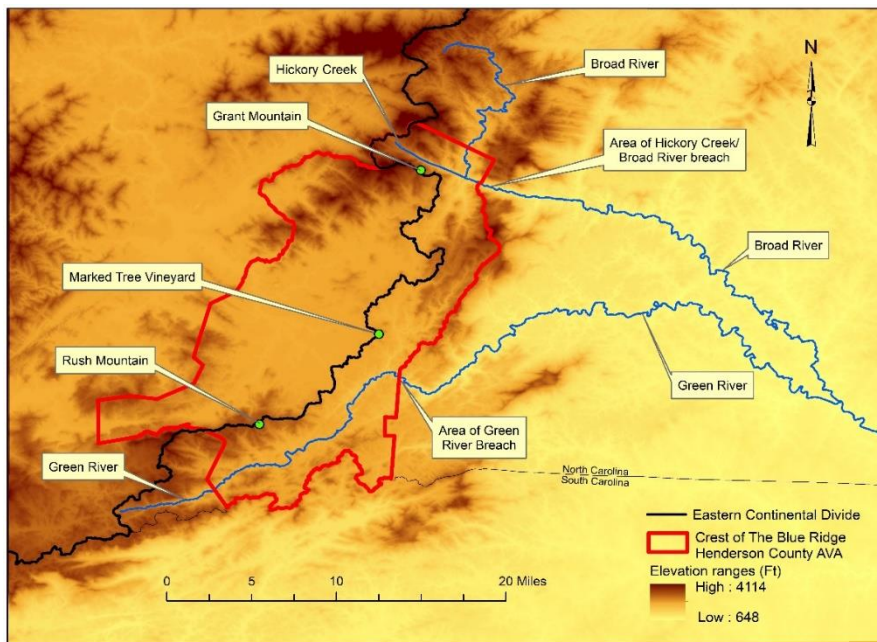 Hickory Creek
Broad River
N
Grant Mountain
Area of Hickory Creek/
Broad River breach
Broad River
Marked Tree Vineyard
Rush Mountain
Green River
Area of Green
River Breach
Green River
North Carolina
South Carolina
Eastern Continental Divide
Crest of The Blue Ridge
Henderson County AVA
Elevation ranges (Ft)
High : 4114
Low : 648
0 5 10 20 Miles